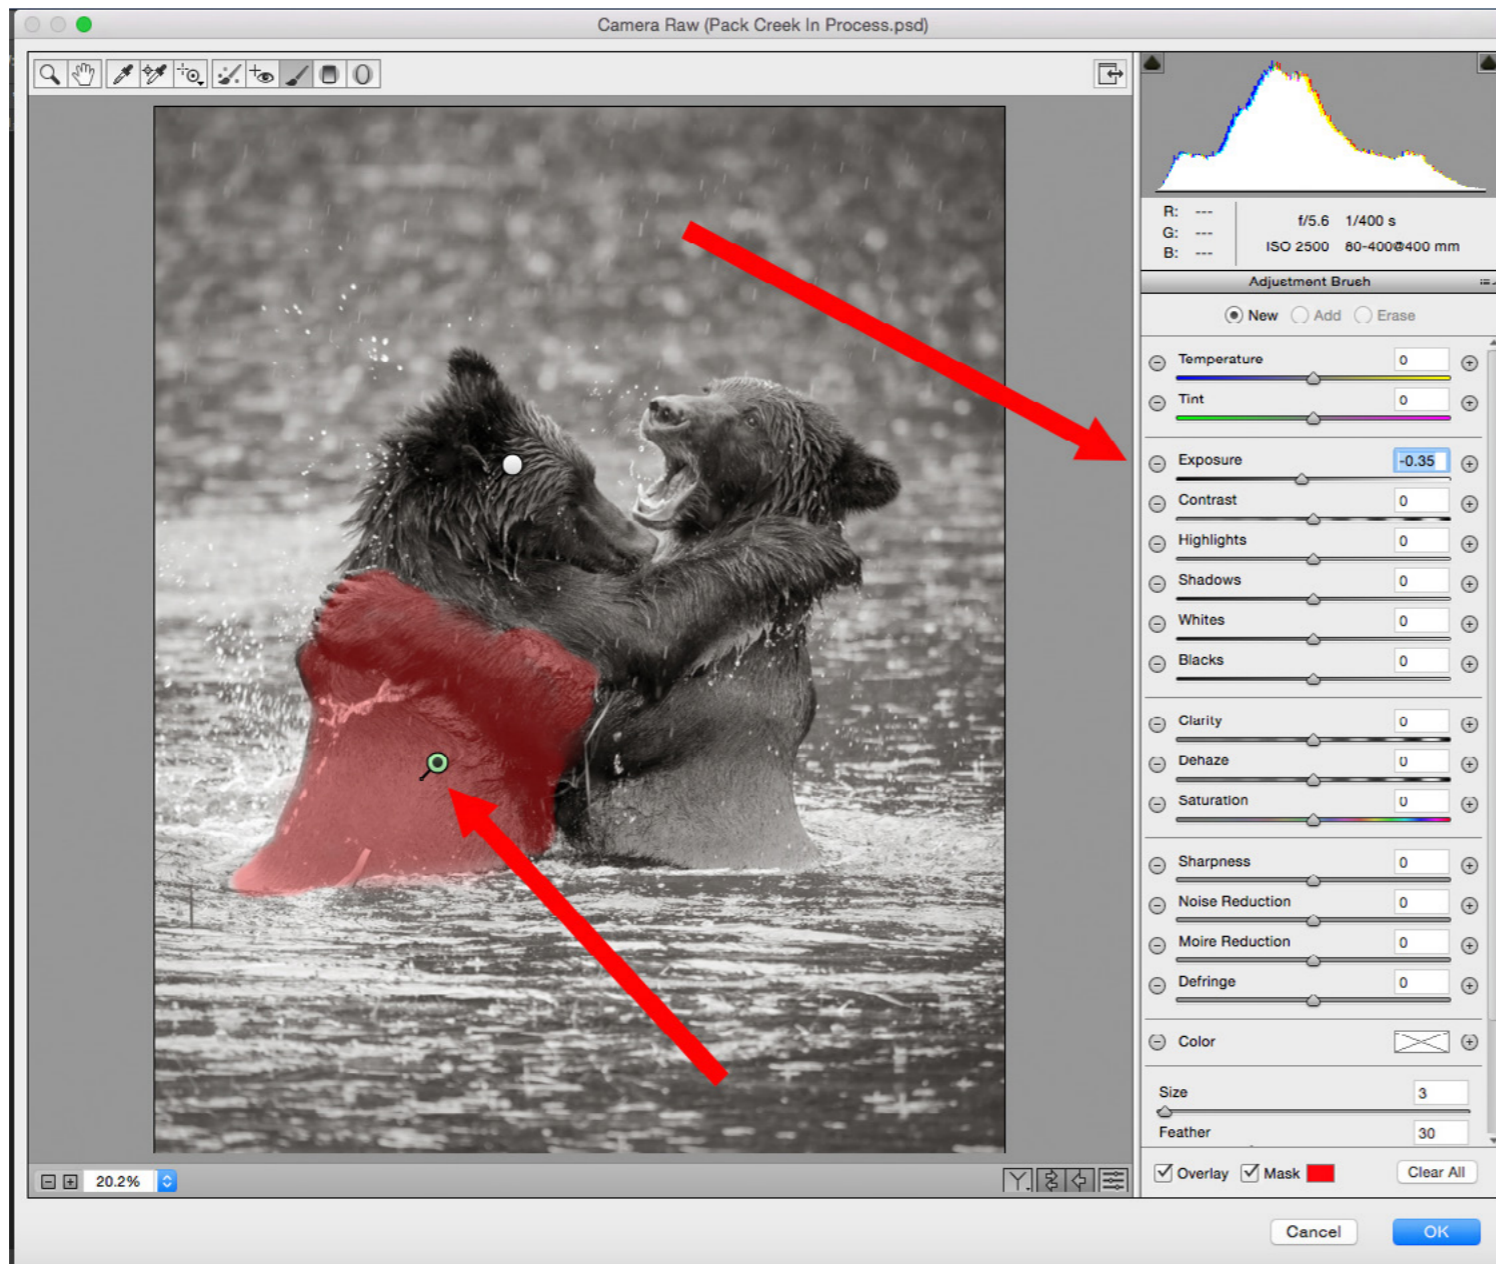 Camera Raw (Pack Creek In Process.psd)
R: ---
G: ---
B: ---
f/5.6 1/400 s
ISO 2500 80-400@400 mm
Adjustment Brush
New Add Erase
Temperature 0
Tint 0
Exposure -0.35
Contrast 0
Highlights 0
Shadows 0
Whites 0
Blacks 0
Clarity 0
Dehaze 0
Saturation 0
Sharpness 0
Noise Reduction 0
Moire Reduction 0
Defringe 0
Color
Size 3
Feather 30
20.2%
Y
Overlay Mask Clear All
Cancel OK